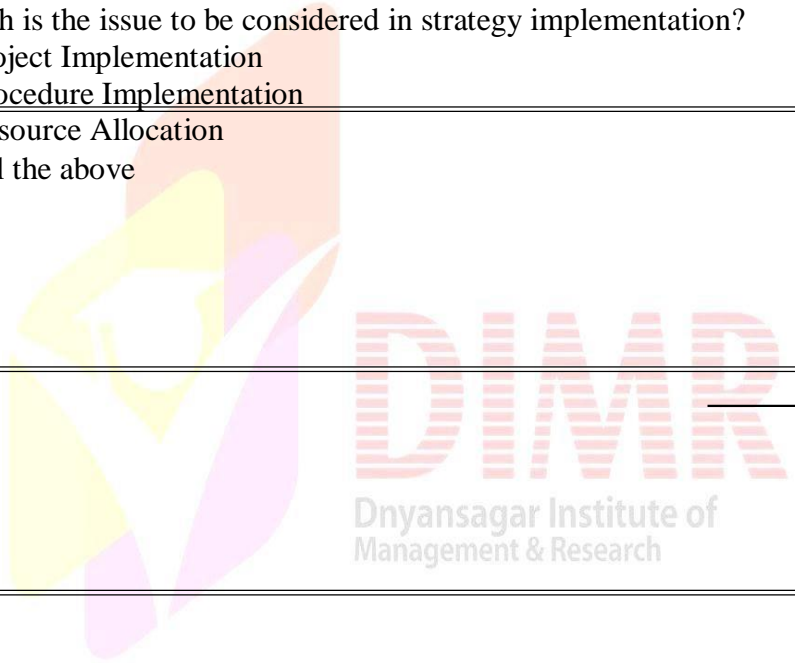 h is the issue to be considered in strategy implementation?
oject Implementation
ocedure Implementation
source Allocation
l the above
DIMR
Dnyansagar Institute of
Management & Research